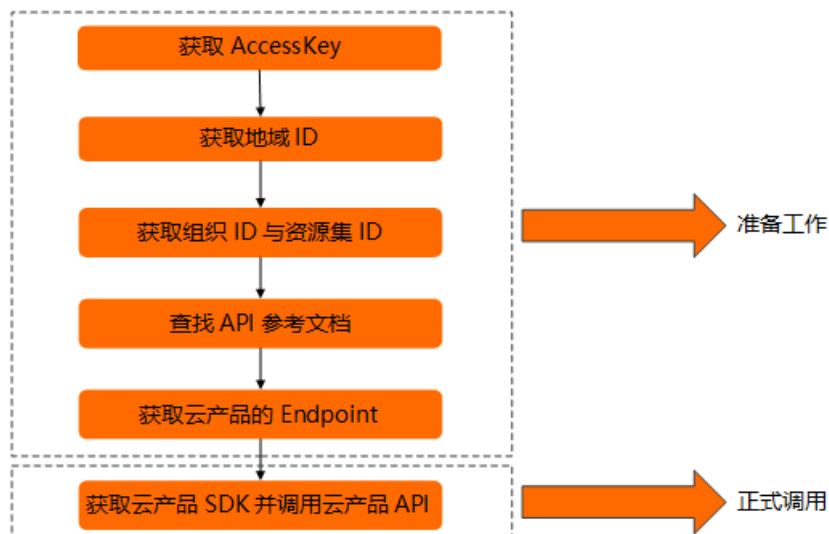 获取 AccessKey
获取地域 ID
获取组织 ID 与资源集 ID
准备工作
查找 API 参考文档
获取云产品的 Endpoint
获取云产品 SDK 并调用云产品 API
正式调用